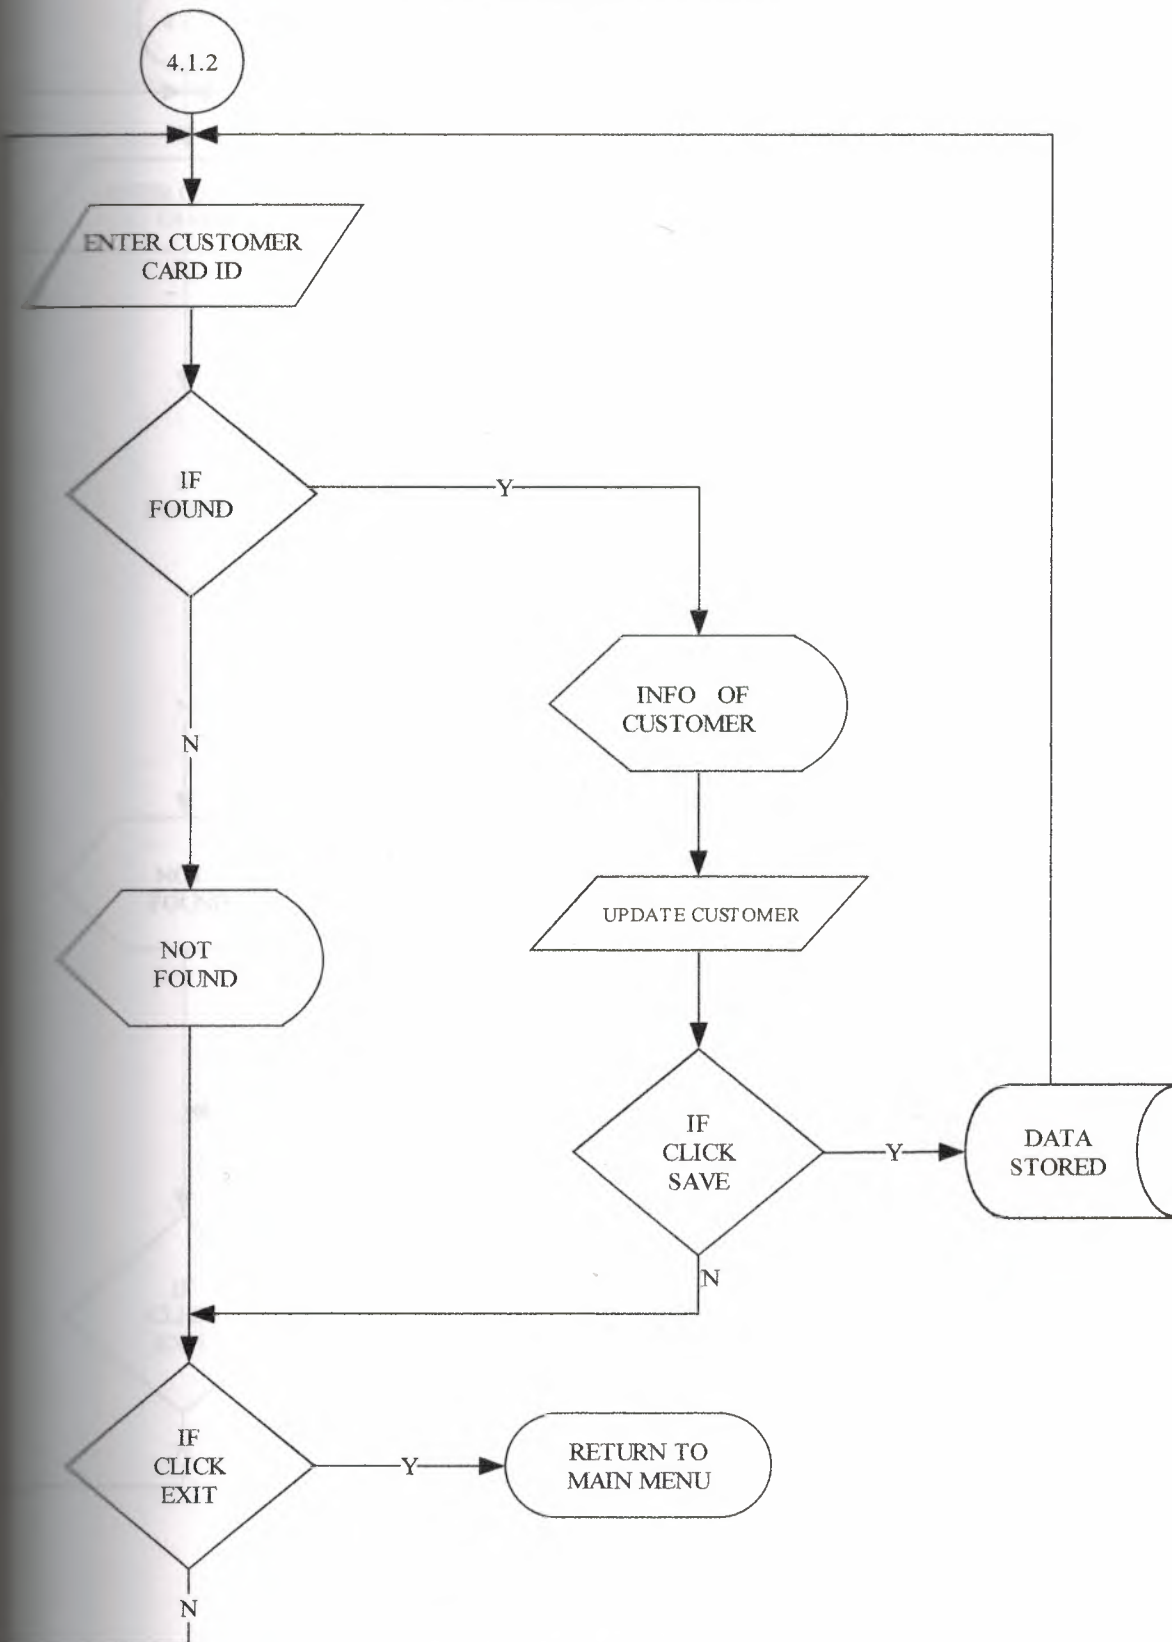 4.1.2
ENTER CUSTOMER
CARD ID
IF
FOUND
Y
N
INFO OF
CUSTOMER
UPDATE CUSTOMER
NOT
FOUND
IF
CLICK
SAVE
Y
DATA
STORED
N
IF
CLICK
EXIT
Y
RETURN TO
MAIN MENU
N